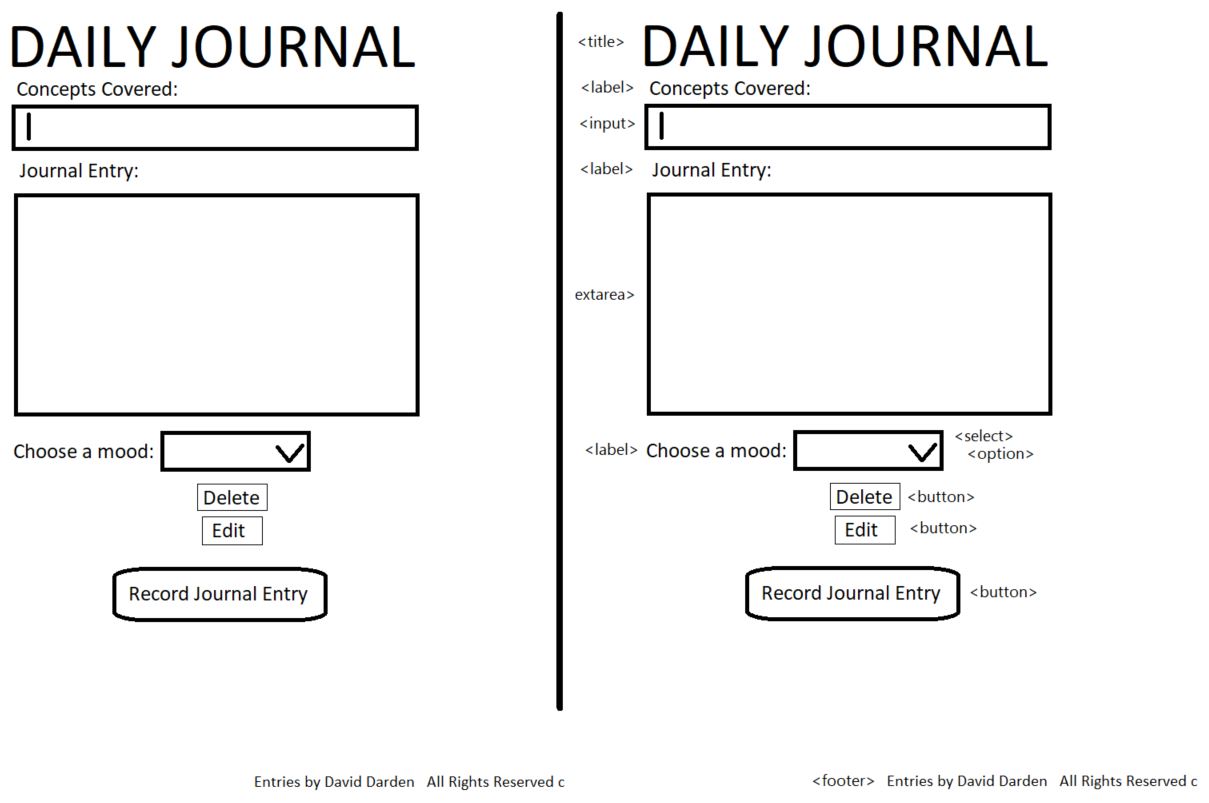 DAILY JOURNAL
Concepts Covered:
Journal Entry:
Choose a mood:
Delete
Edit
Record Journal Entry
Entries by David Darden All Rights Reserved c
<title> DAILY JOURNAL
<label> Concepts Covered:
<input>
<label> Journal Entry:
extarea>
<label> Choose a mood: <select>
<option>
Delete <button>
Edit <button>
Record Journal Entry <button>
<footer> Entries by David Darden All Rights Reserved c